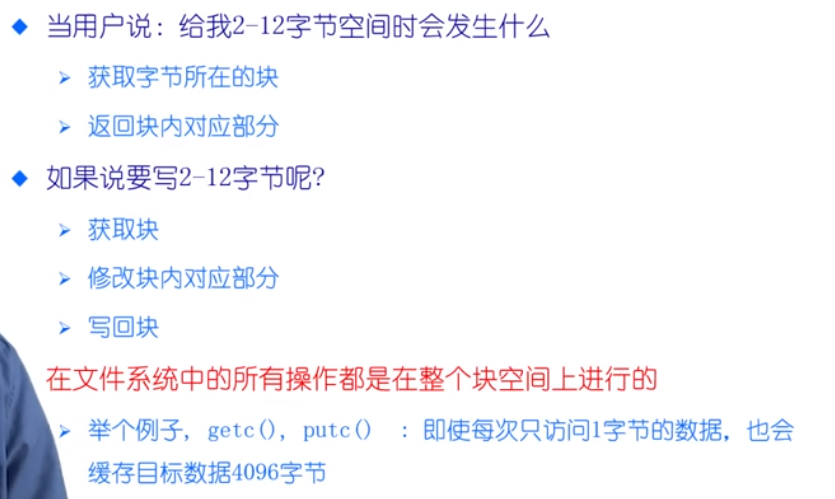 当用户说：给我2-12字节空间时会发生什么
获取字节所在的块
返回块内对应部分
如果说要写2-12字节呢?
获取块
修改块内对应部分
写回块
在文件系统中的所有操作都是在整个块空间上进行的
举个例子, getc(), putc() ：即使每次只访问1字节的数据，也会
缓存目标数据4096字节